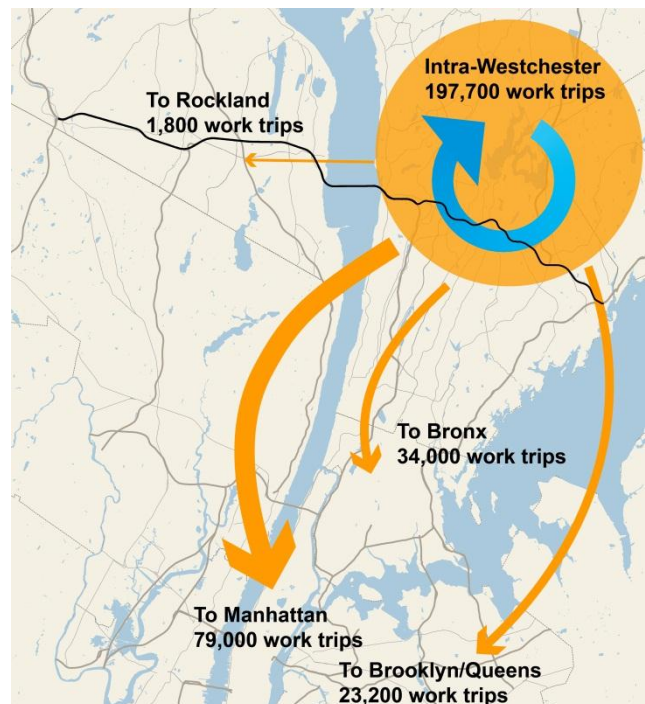 Intra-Westchester
197,700 work trips
To Rockland
1,800 work trips
To Bronx
34,000 work trips
To Manhattan
79,000 work trips
To Brooklyn/Queens
23,200 work trips